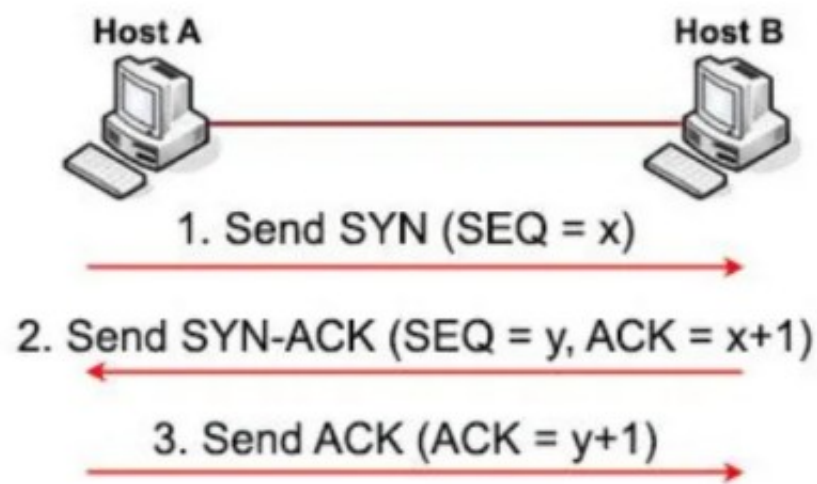 Host A
Host B
1. Send SYN (SEQ = x)
2. Send SYN-ACK (SEQ = y, ACK = x+1)
3. Send ACK (ACK = y+1)